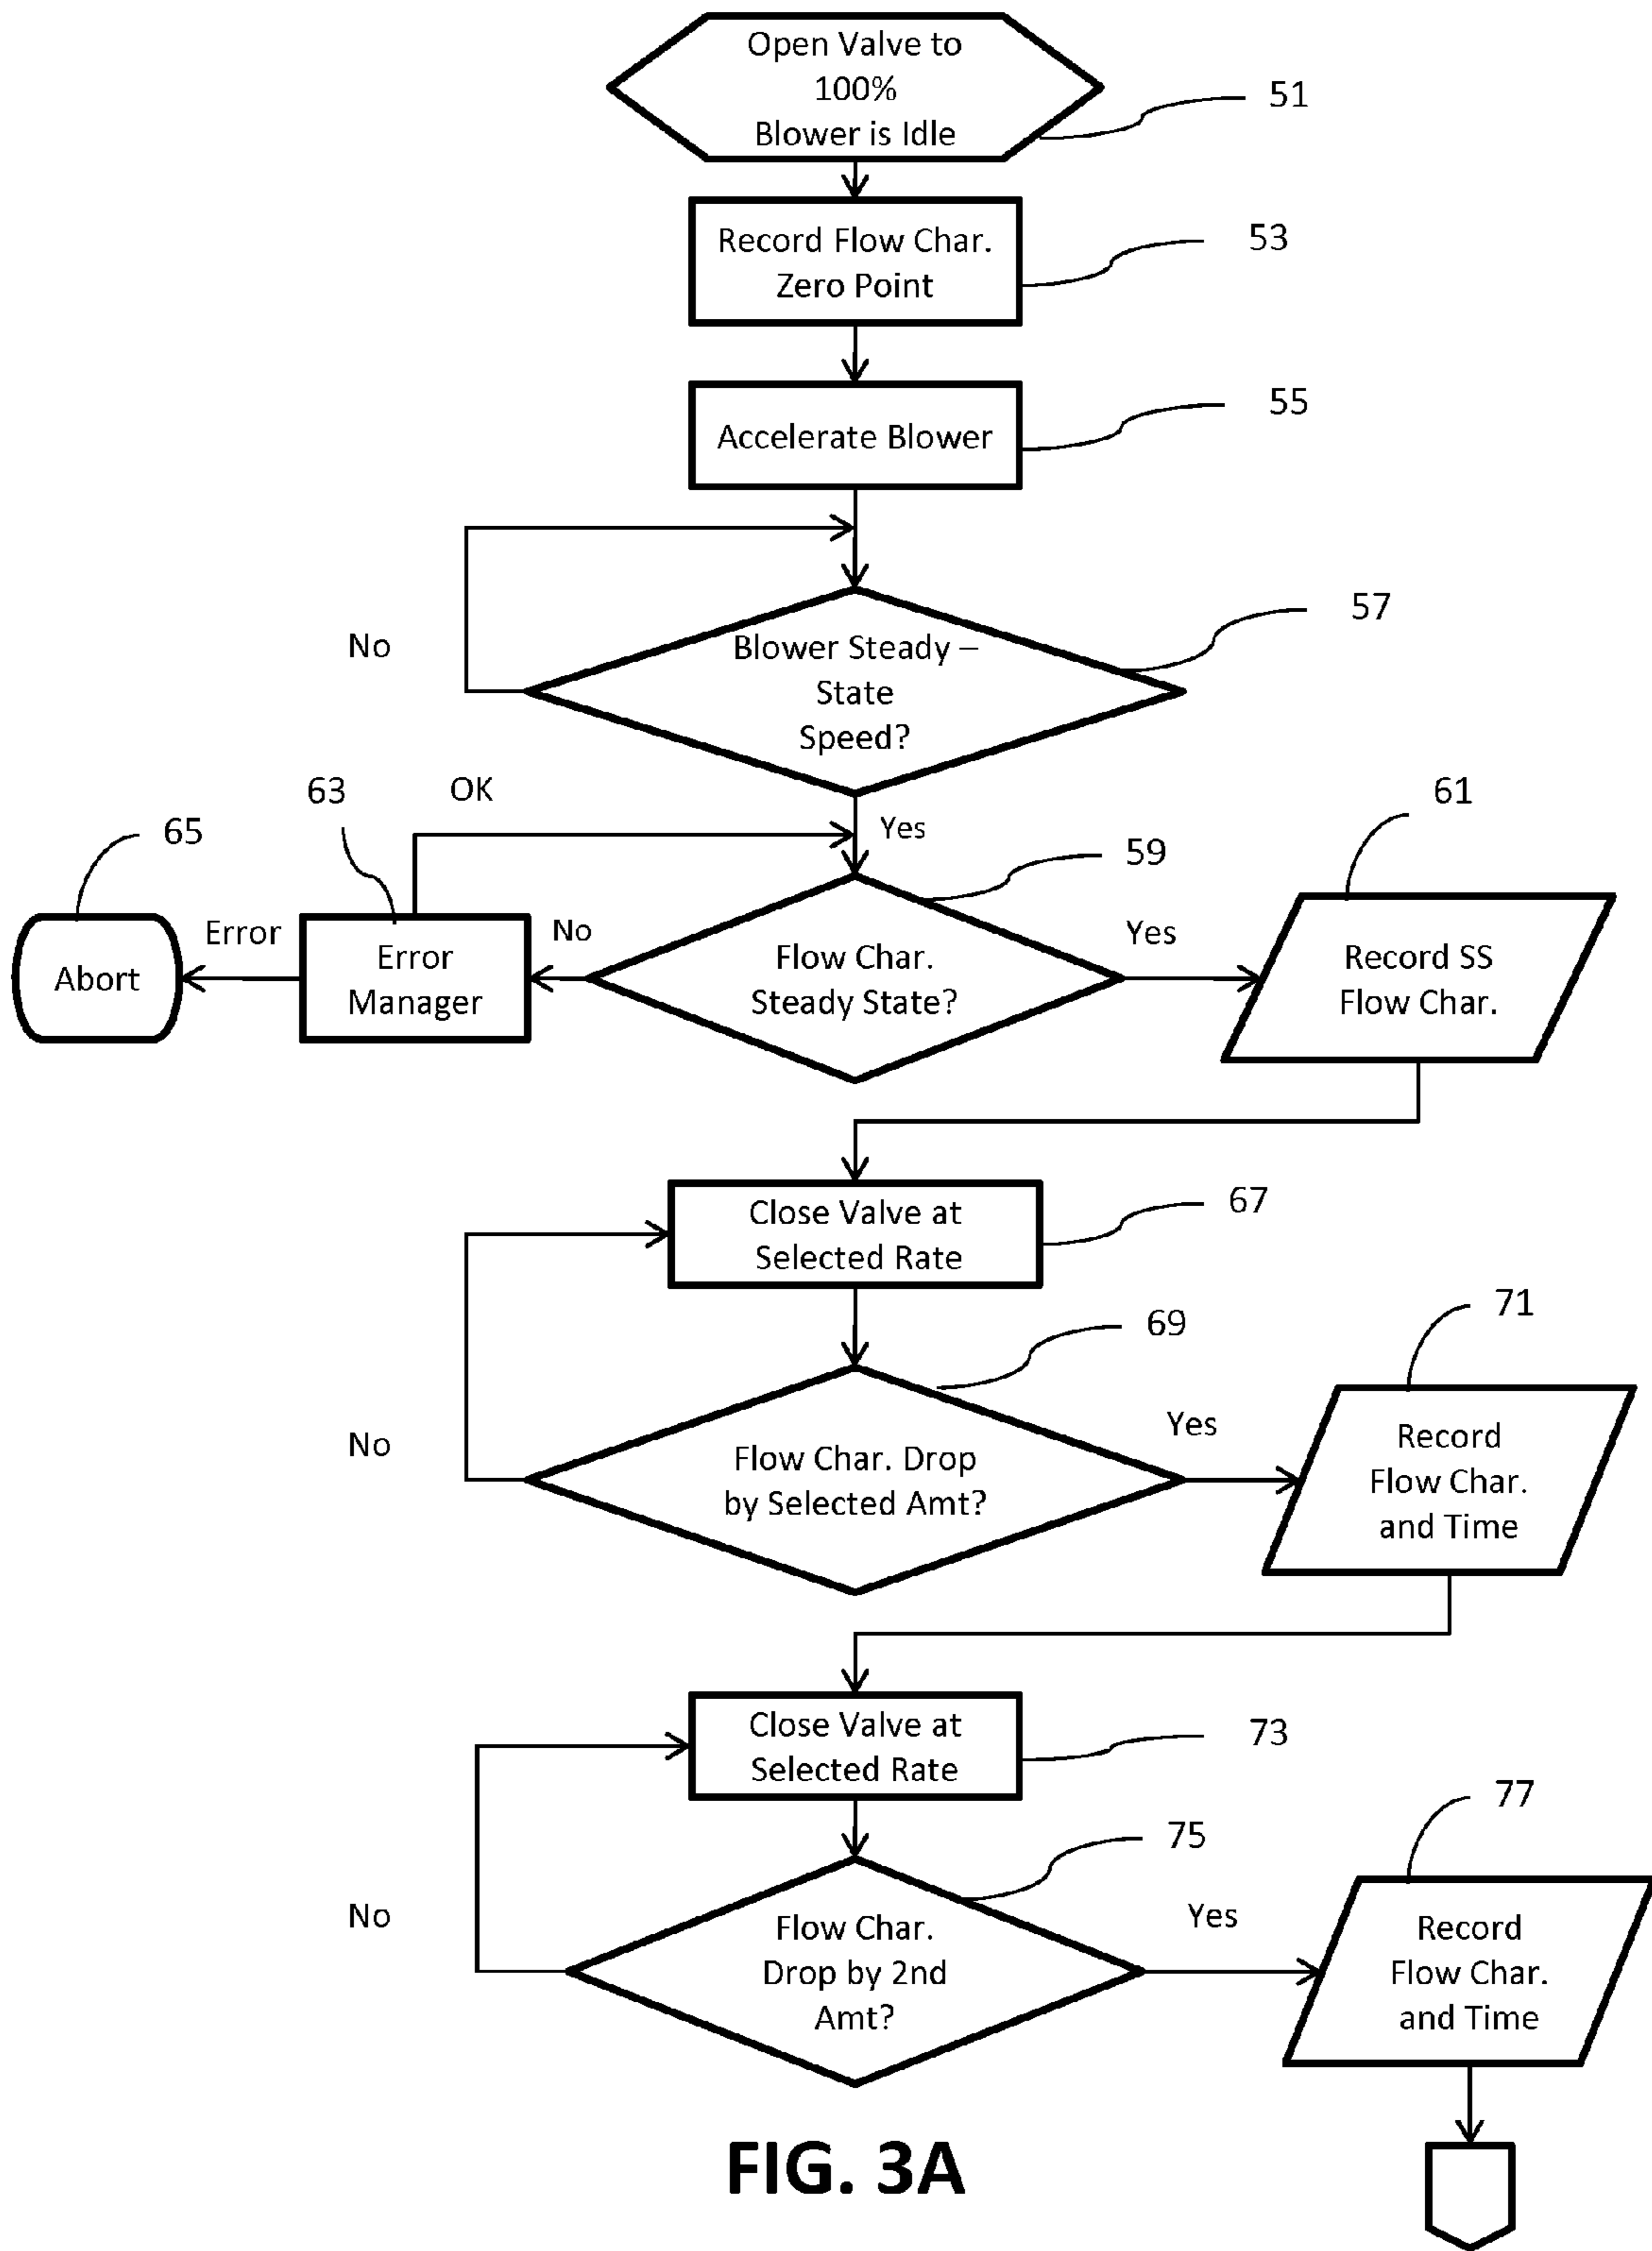 Open Valve to
100%
Blower is Idle
51
Record Flow Char.
Zero Point
53
Accelerate Blower
55
No
Blower Steady –
State
Speed?
57
63
OK
65
Yes
59
61
Abort
Error
Error
Manager
No
Flow Char.
Steady State?
Yes
Record SS
Flow Char.
Close Valve at
Selected Rate
67
69
71
No
Flow Char. Drop
by Selected Amt?
Yes
Record
Flow Char.
and Time
Close Valve at
Selected Rate
73
75
77
No
Flow Char.
Drop by 2nd
Amt?
Yes
Record
Flow Char.
and Time
FIG. 3A